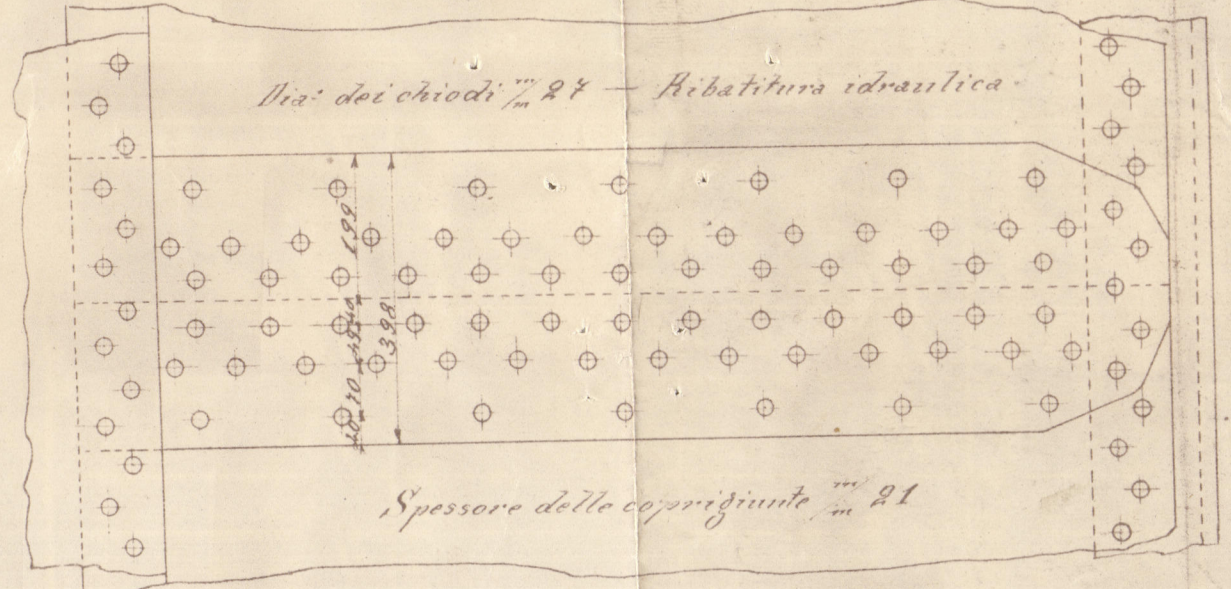 Dia: dei chiodi m/m 27 — Ribatitura idraulica
199
398
Spessore delle coprigiunte m/m 21